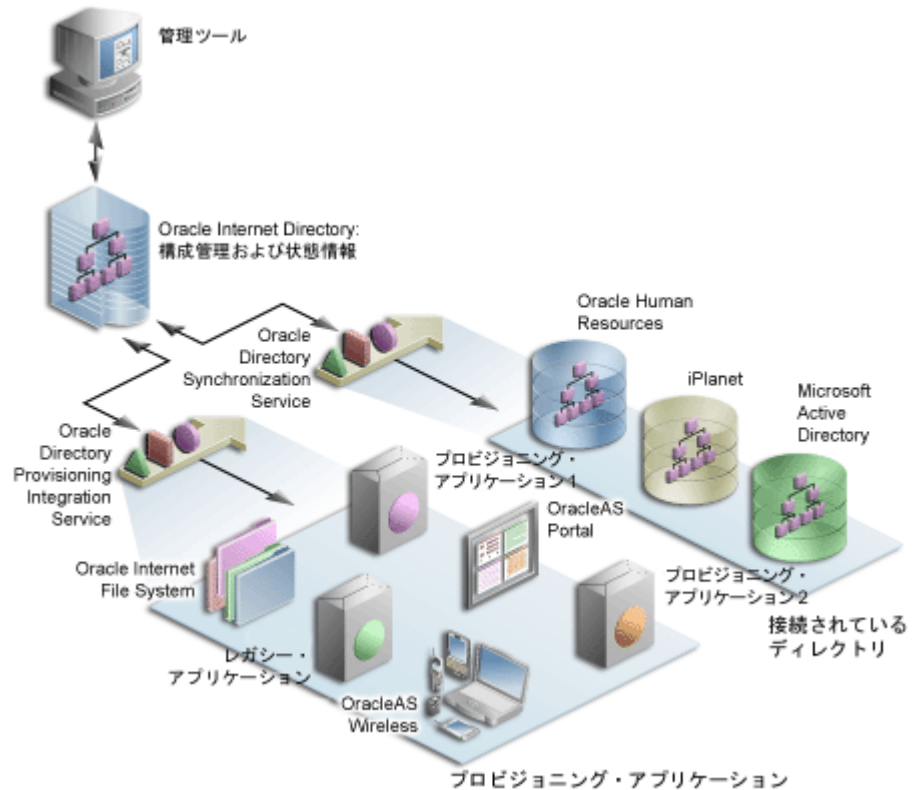 管理ツール
Oracle Internet Directory:
構成管理および状態情報
Oracle
Directory
Synchronization
Service
Oracle Human
Resources
iPlanet
Microsoft
Active
Directory
Oracle
Directory
Provisioning
Integration
Service
プロビジョニング・
アプリケーション1
OracleAS
Portal
Oracle Internet
File System
プロビジョニング・
アプリケーション2
接続されている
ディレクトリ
レガシー・
アプリケーション
OracleAS
Wireless
プロビジョニング・アプリケーション